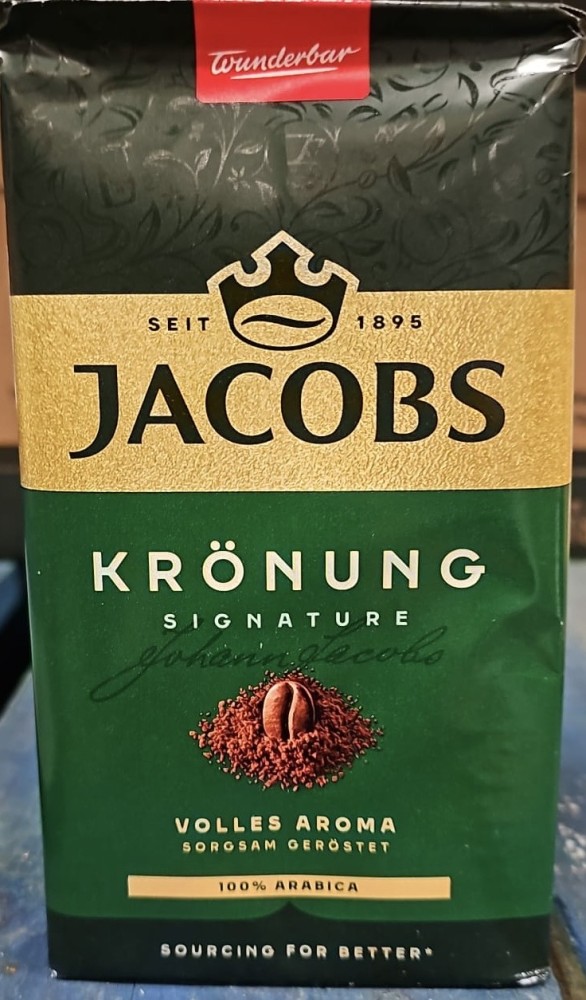 Wunderbar
SEIT 1895
JACOBS
KRÖNUNG
SIGNATURE
Johann Jacobs
VOLLES AROMA
SORGSAM GERÖSTET
100% ARABICA
SOURCING FOR BETTER*